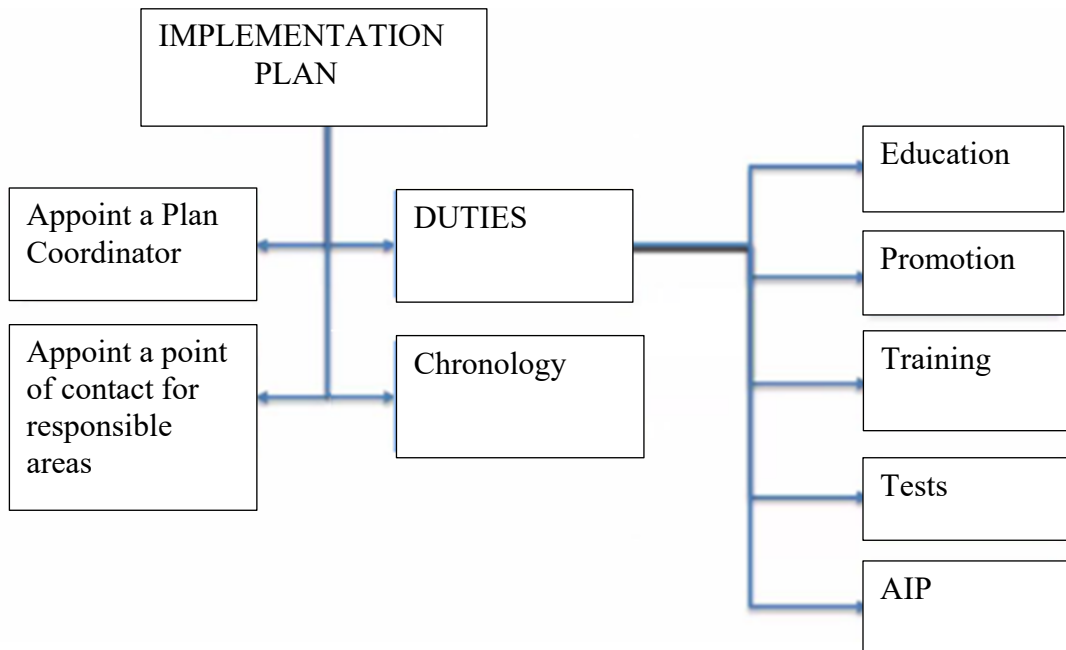 IMPLEMENTATION
PLAN
Appoint a Plan
Coordinator
DUTIES
Appoint a point
of contact for
responsible
areas
Chronology
Education
Promotion
Training
Tests
AIP